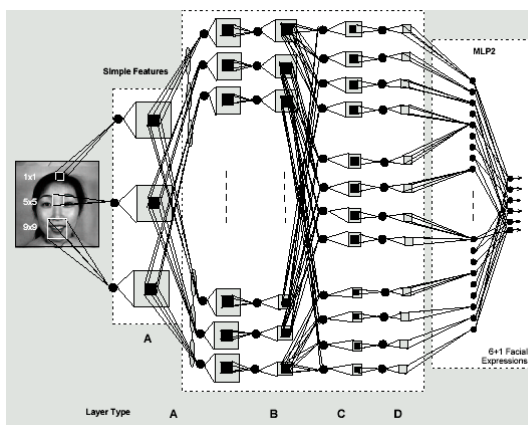 MLP2
Simple Features
1x1
5x5
9x9
A
6+1 Facial
Expressions
Layer Type A B C D